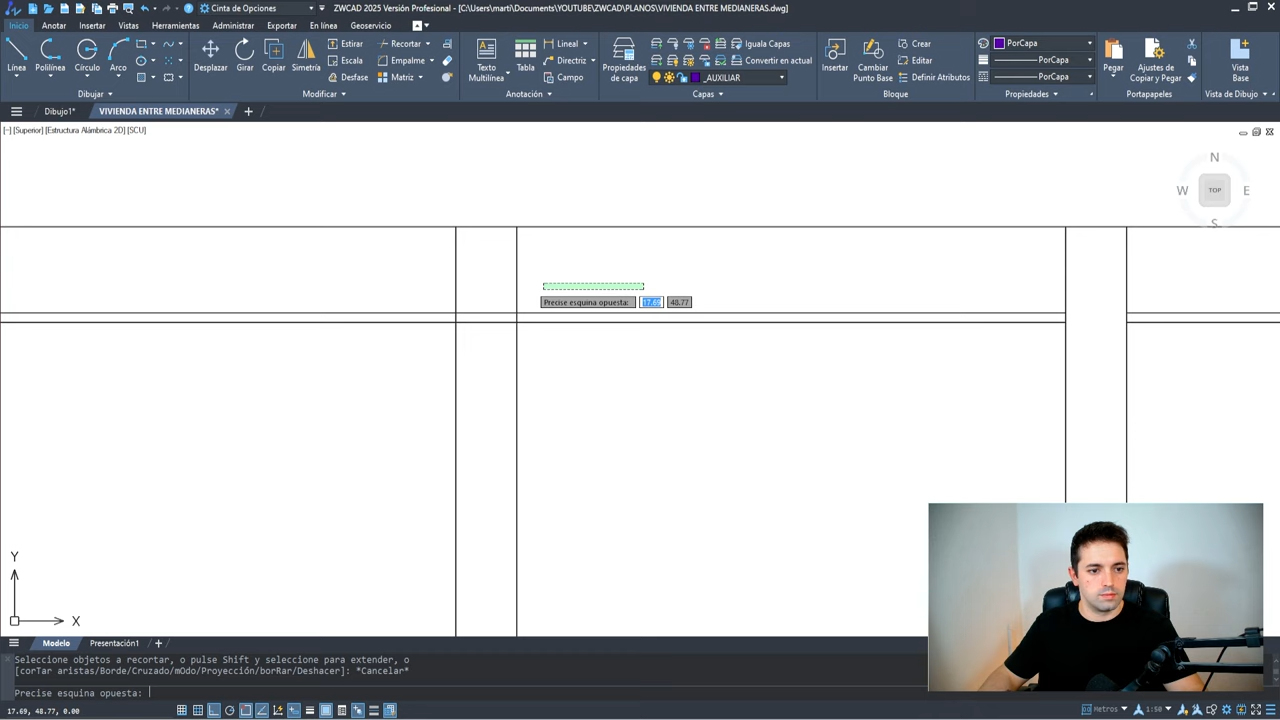 Cinta de Opciones
ZWCAD 2025 Versión Profesional - [C:\Users\marti\Documents\YOUTUBE\ZWCAD\PLANOS\VIVIENDA ENTRE MEDIANERAS.dwg]
Inicio Anotar Insertar Vistas Herramientas Administrar Exportar En línea Geoservicio
Línea Polilínea Círculo Arco
Dibujar
Desplazar Girar Copiar Simetría
Estirar Recortar
Escala Empalme
Desfase Matriz
Modificar
Texto Multilínea Tabla
Lineal
Directriz
Campo
Anotación
Propiedades de capa
Iguala Capas
Convertir en actual
_AUXILIAR
Capas
Insertar
Cambiar Punto Base
Crear
Editar
Definir Atributos
Bloque
PorCapa
PorCapa
PorCapa
Propiedades
Pegar
Ajustes de Copiar y Pegar
Portapapeles
Vista Base
Vista de Dibujo
Dibujo1* VIVIENDA ENTRE MEDIANERAS*
[−] [Superior] [Estructura Alámbrica 2D] [SCU]
N
W TOP E
S
Precise esquina opuesta: 17.69 48.77
Y
X
Modelo Presentación1
Seleccione objetos a recortar, o pulse Shift y seleccione para extender, o
[corTar aristas/Borde/Cruzado/mOdo/Proyección/borRar/Deshacer]: *Cancelar*
Precise esquina opuesta:
17.69, 48.77, 0.00
Metros 1:50